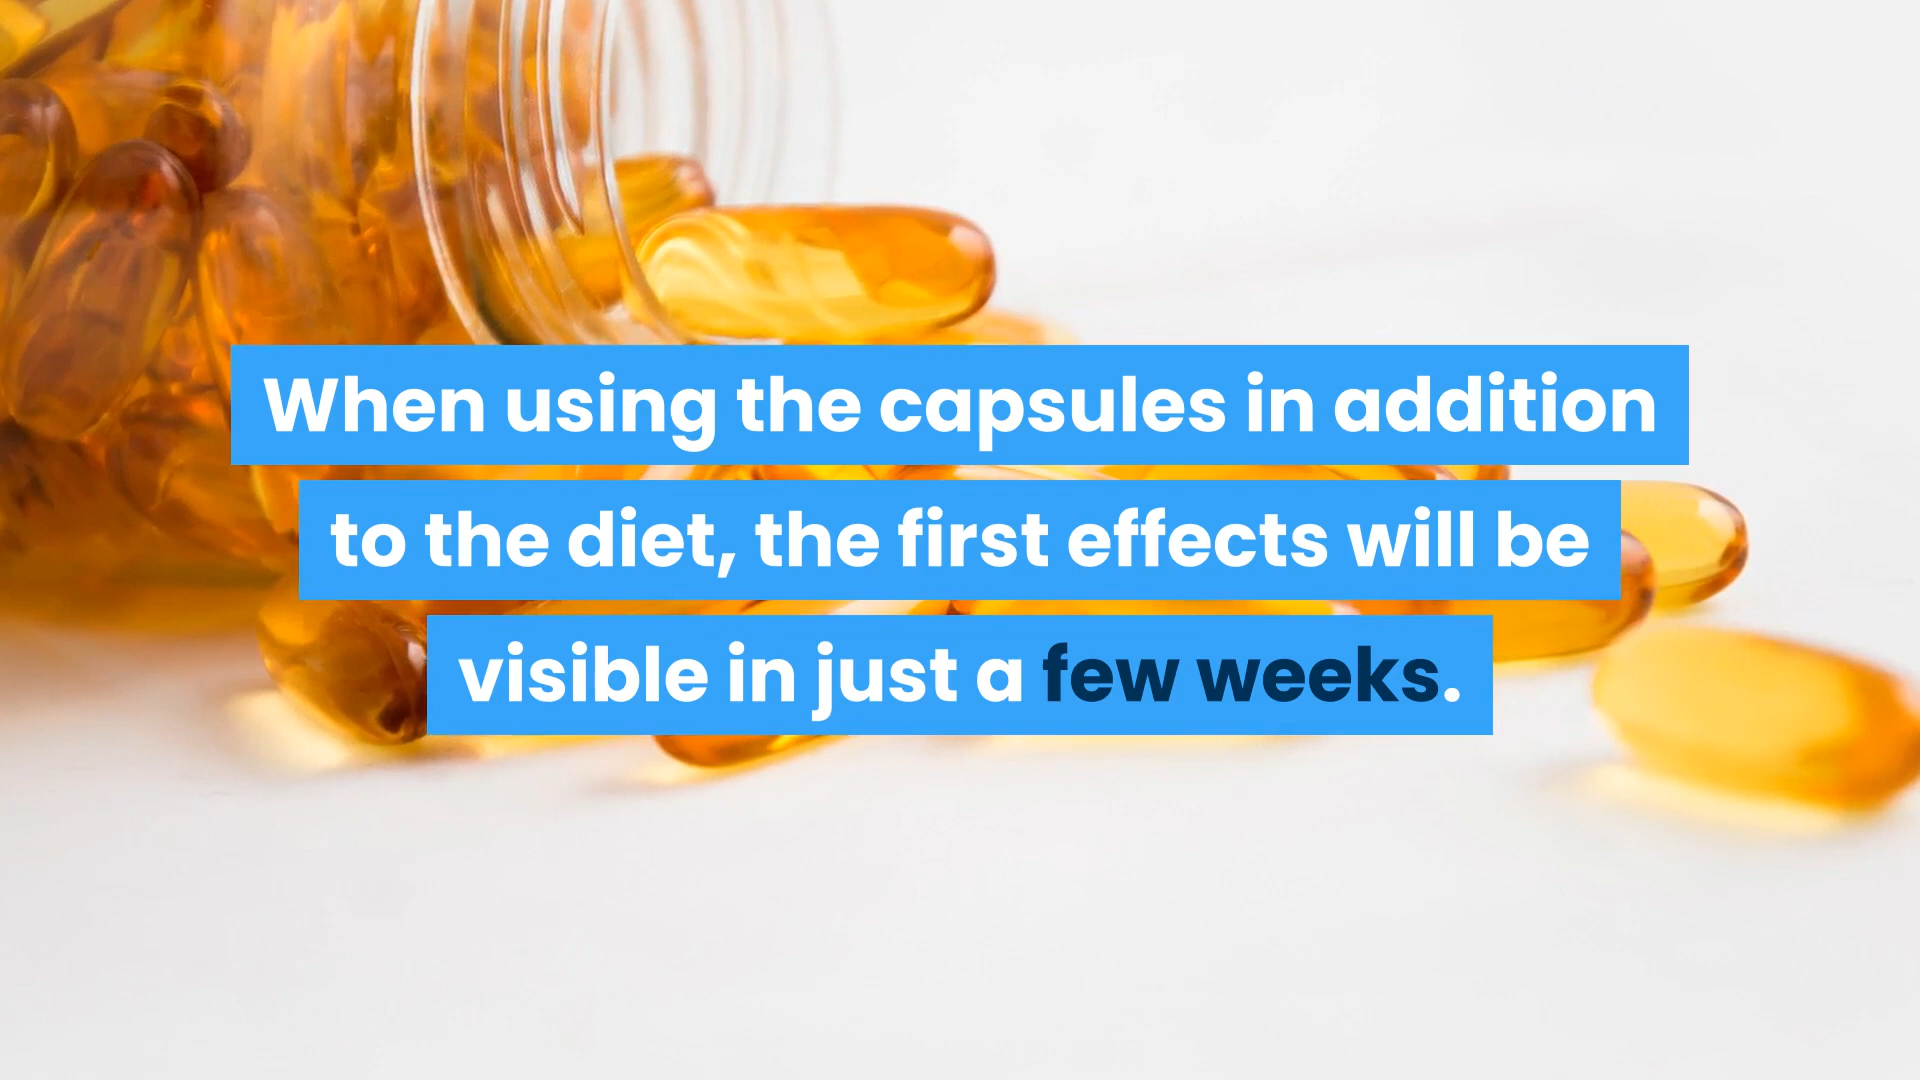 When using the capsules in addition
to the diet, the first effects will be
visible in just a few weeks.